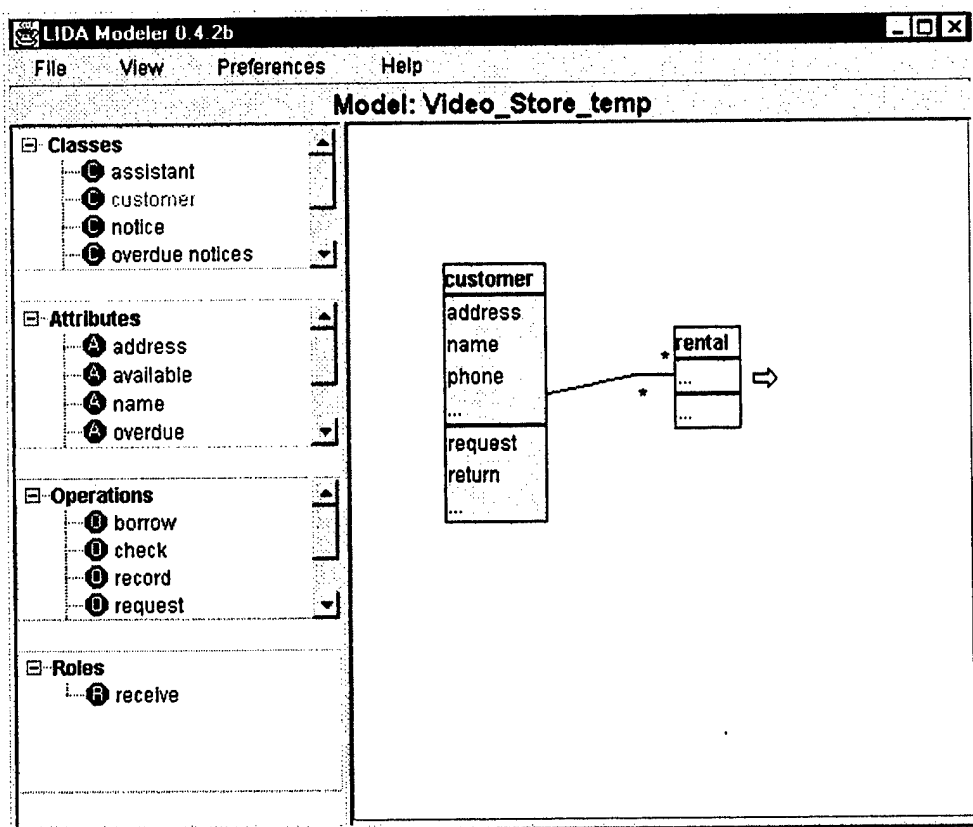 LIDA Modeler 0.4.2b
File View Preferences Help
Model: Video_Store_temp
Classes
C assistant
C customer
C notice
C overdue notices
Attributes
A address
A available
A name
A overdue
Operations
O borrow
O check
O record
O request
Roles
R receive
customer
address
name
phone
...
request
return
...
rental
...
...
*
*